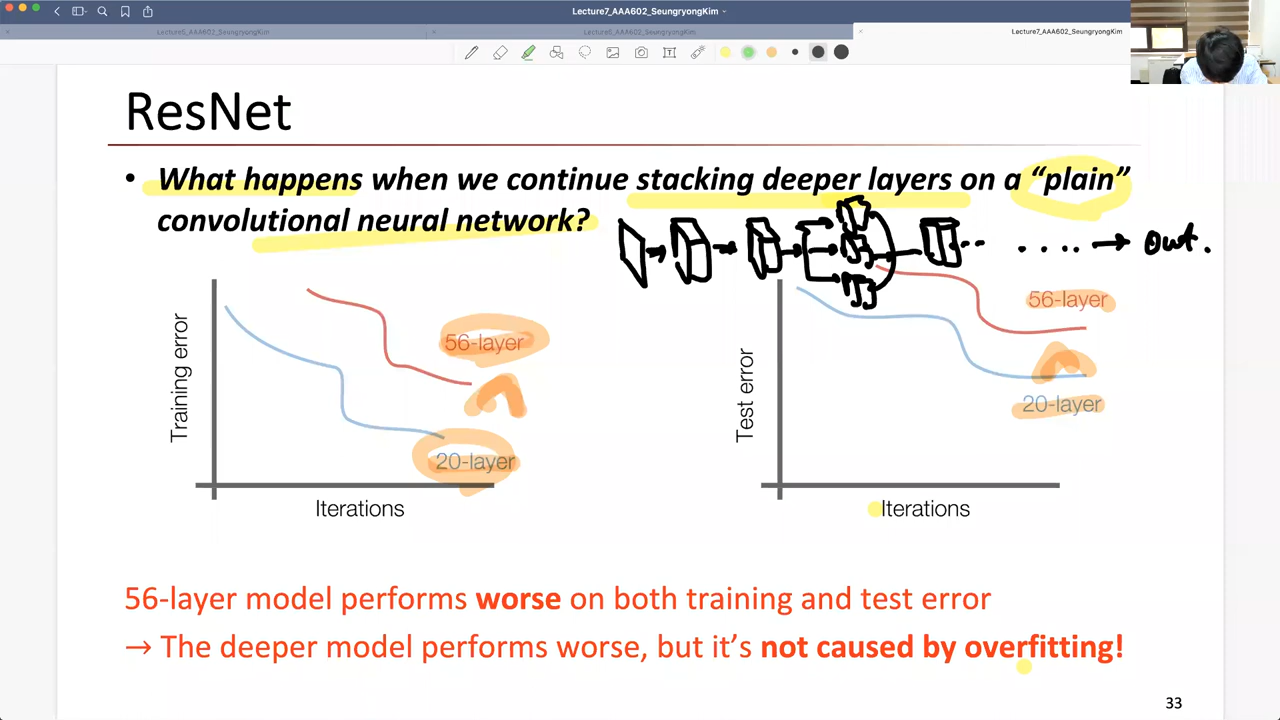 Lecture7_AAA602_SeungryongKim
Lecture5_AAA602_SeungryongKim
Lecture7_AAA602_SeungryongKim
ResNet
• What happens when we continue stacking deeper layers on a “plain”
convolutional neural network?
out.
Training error
56-layer
20-layer
Iterations
Test error
56-layer
20-layer
Iterations
56-layer model performs worse on both training and test error
→ The deeper model performs worse, but it’s not caused by overfitting!
33